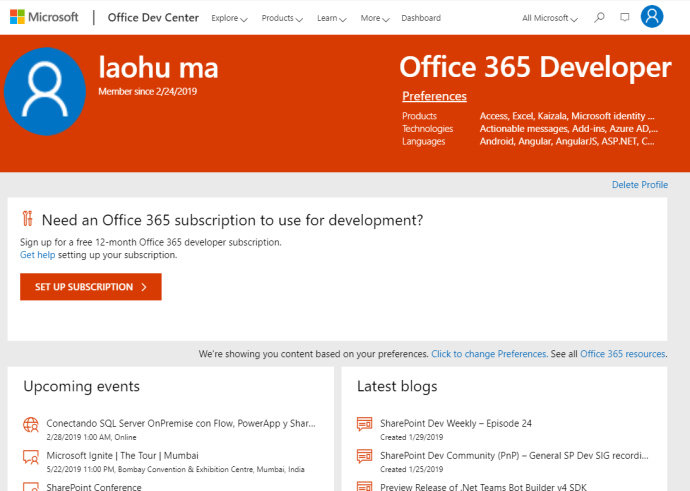 Microsoft Office Dev Center Explore Products Learn More Dashboard All Microsoft
laohu ma
Member since 2/24/2019
Office 365 Developer
Preferences
Products Access, Excel, Kaizala, Microsoft identity ...
Technologies Actionable messages, Add-ins, Azure AD,...
Languages Android, Angular, AngularJS, ASP.NET, C...
Delete Profile
Need an Office 365 subscription to use for development?
Sign up for a free 12-month Office 365 developer subscription.
Get help setting up your subscription.
SET UP SUBSCRIPTION
We're showing you content based on your preferences. Click to change Preferences. See all Office 365 resources.
Upcoming events
Conectando SQL Server OnPremise con Flow, PowerApp y Shar...
2/28/2019 1:00 AM, Online
Microsoft Ignite | The Tour | Mumbai
5/22/2019 11:00 PM, Bombay Convention & Exhibition Centre, Mumbai, India
SharePoint Conference
Latest blogs
SharePoint Dev Weekly – Episode 24
Created 1/29/2019
SharePoint Dev Community (PnP) – General SP Dev SIG recordi...
Created 1/25/2019
Preview Release of .Net Teams Bot Builder v4 SDK